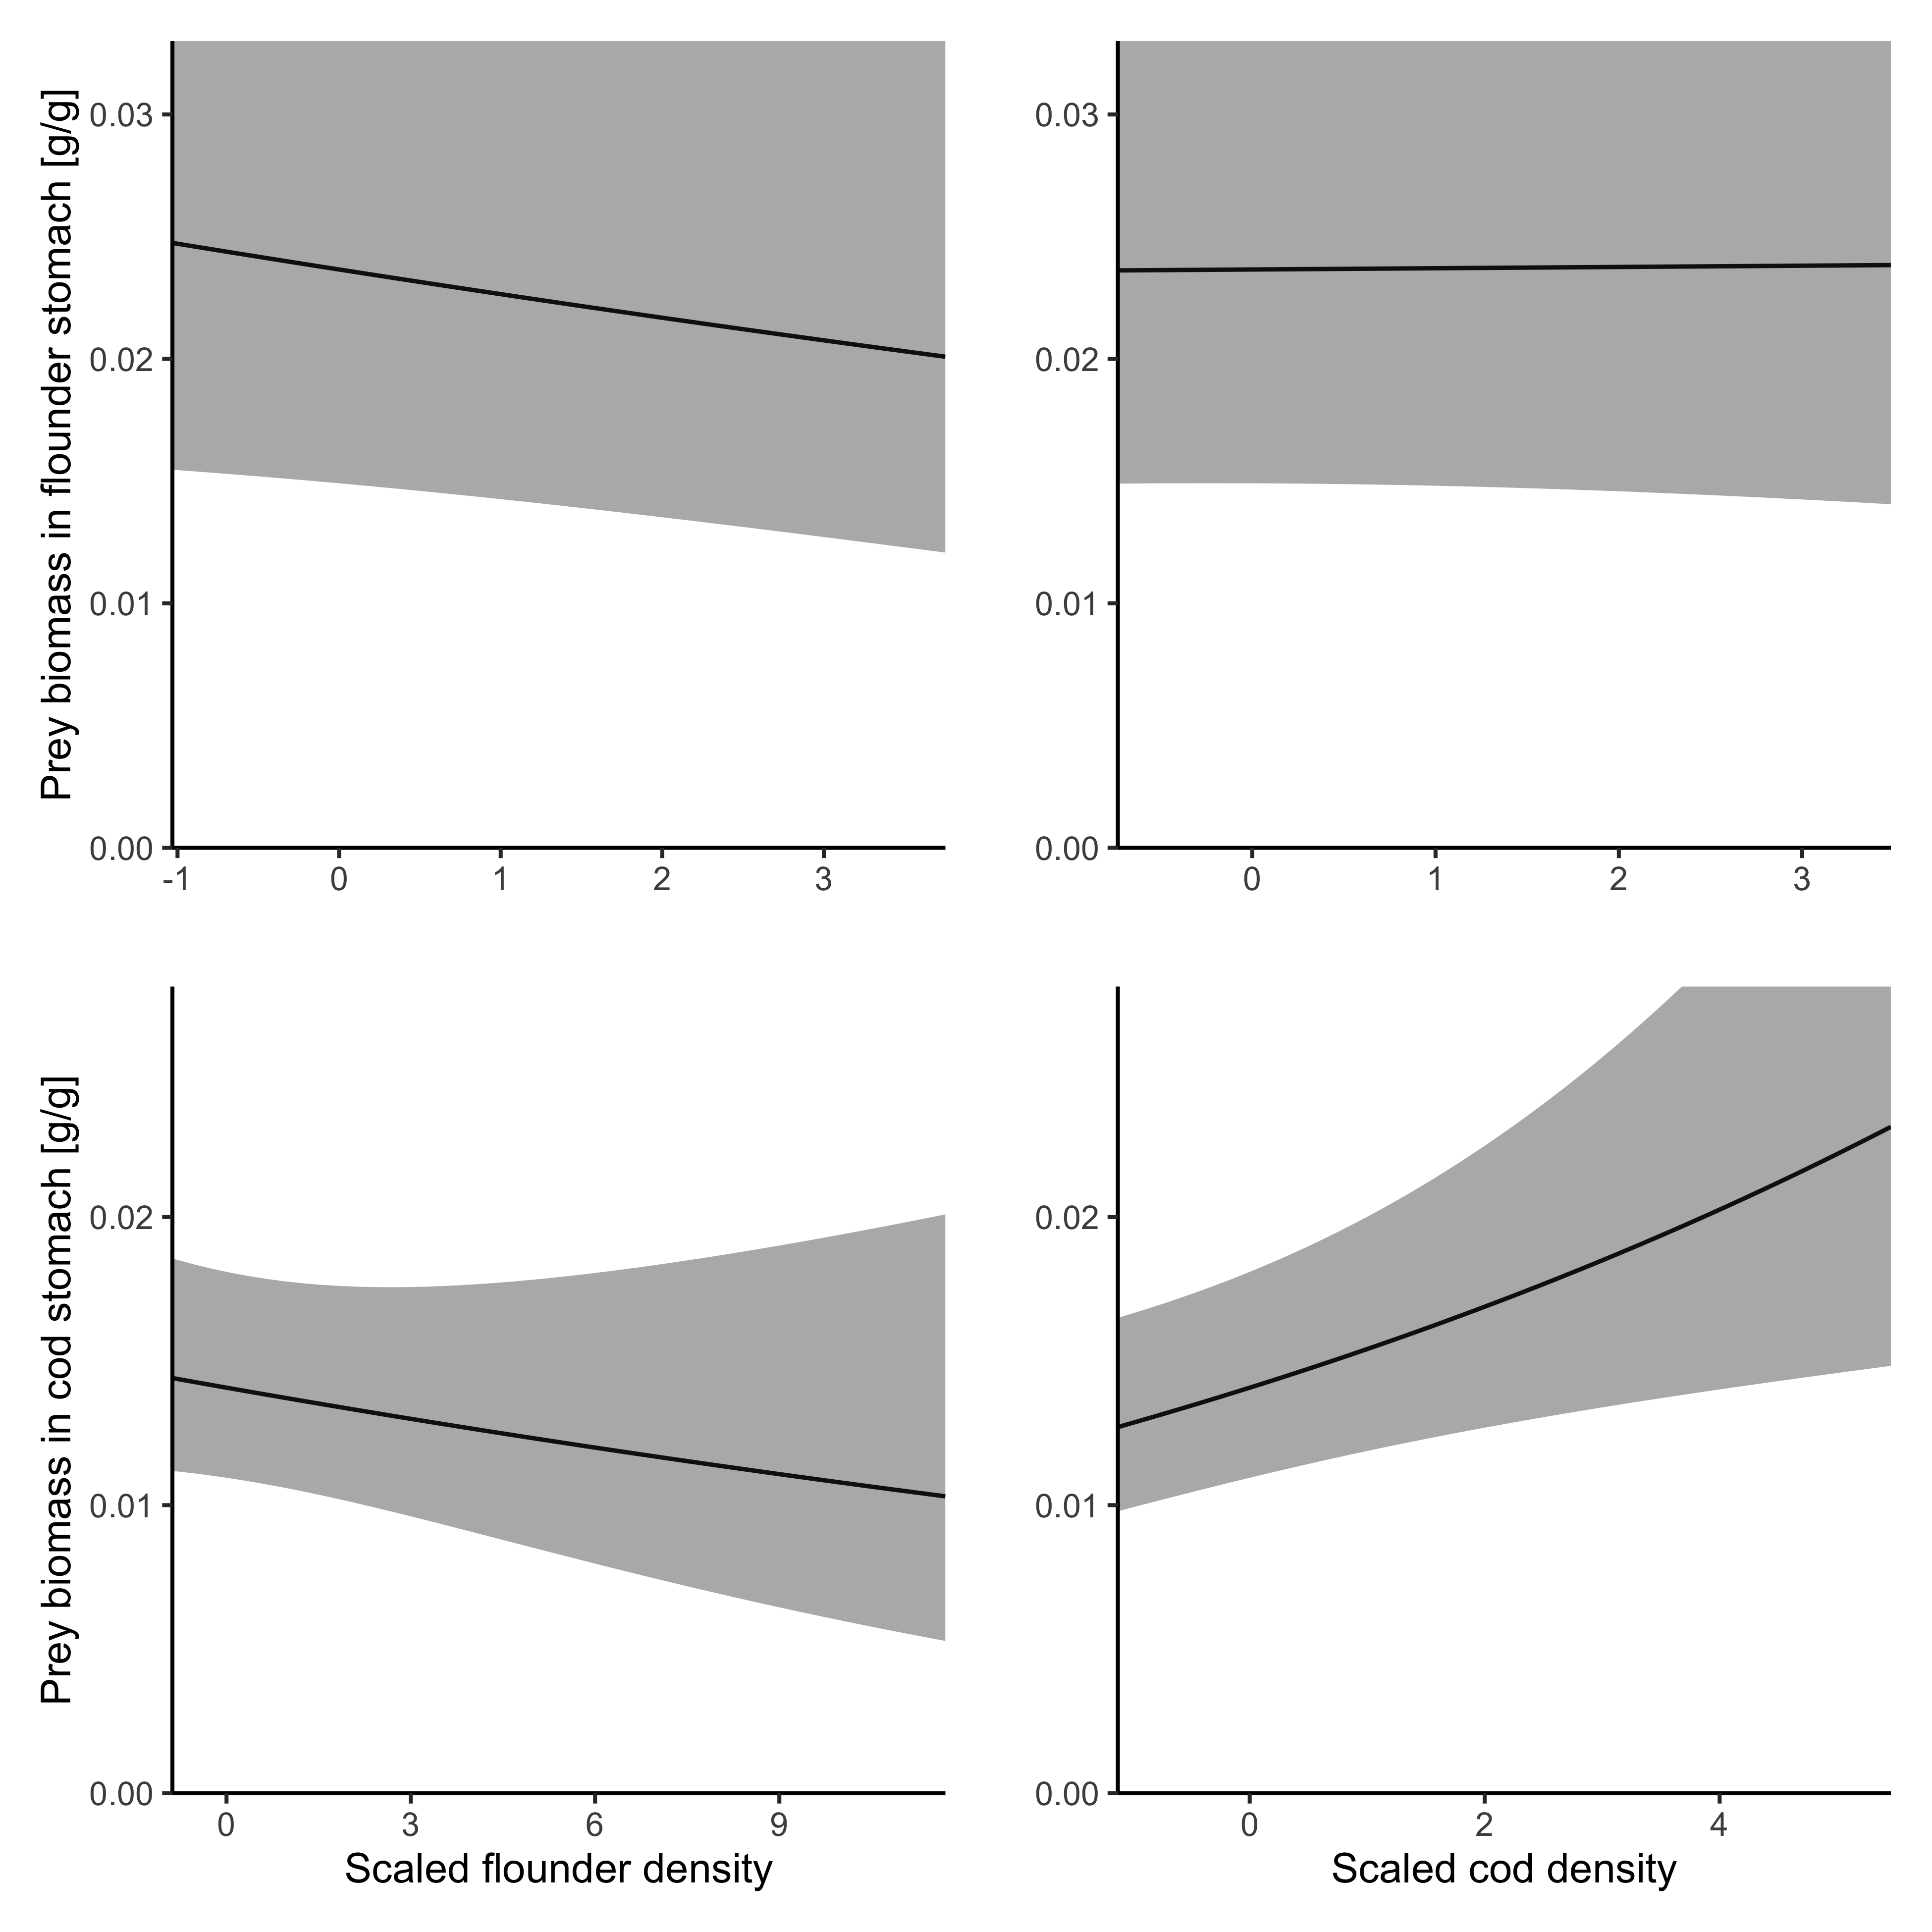 Prey biomass in flounder stomach [g/g]
0.03
0.02
0.01
0.00
-1 0 1 2 3
0.03
0.02
0.01
0.00
0 1 2 3
Prey biomass in cod stomach [g/g]
0.02
0.01
0.00
0 3 6 9
Scaled flounder density
0.02
0.01
0.00
0 2 4
Scaled cod density